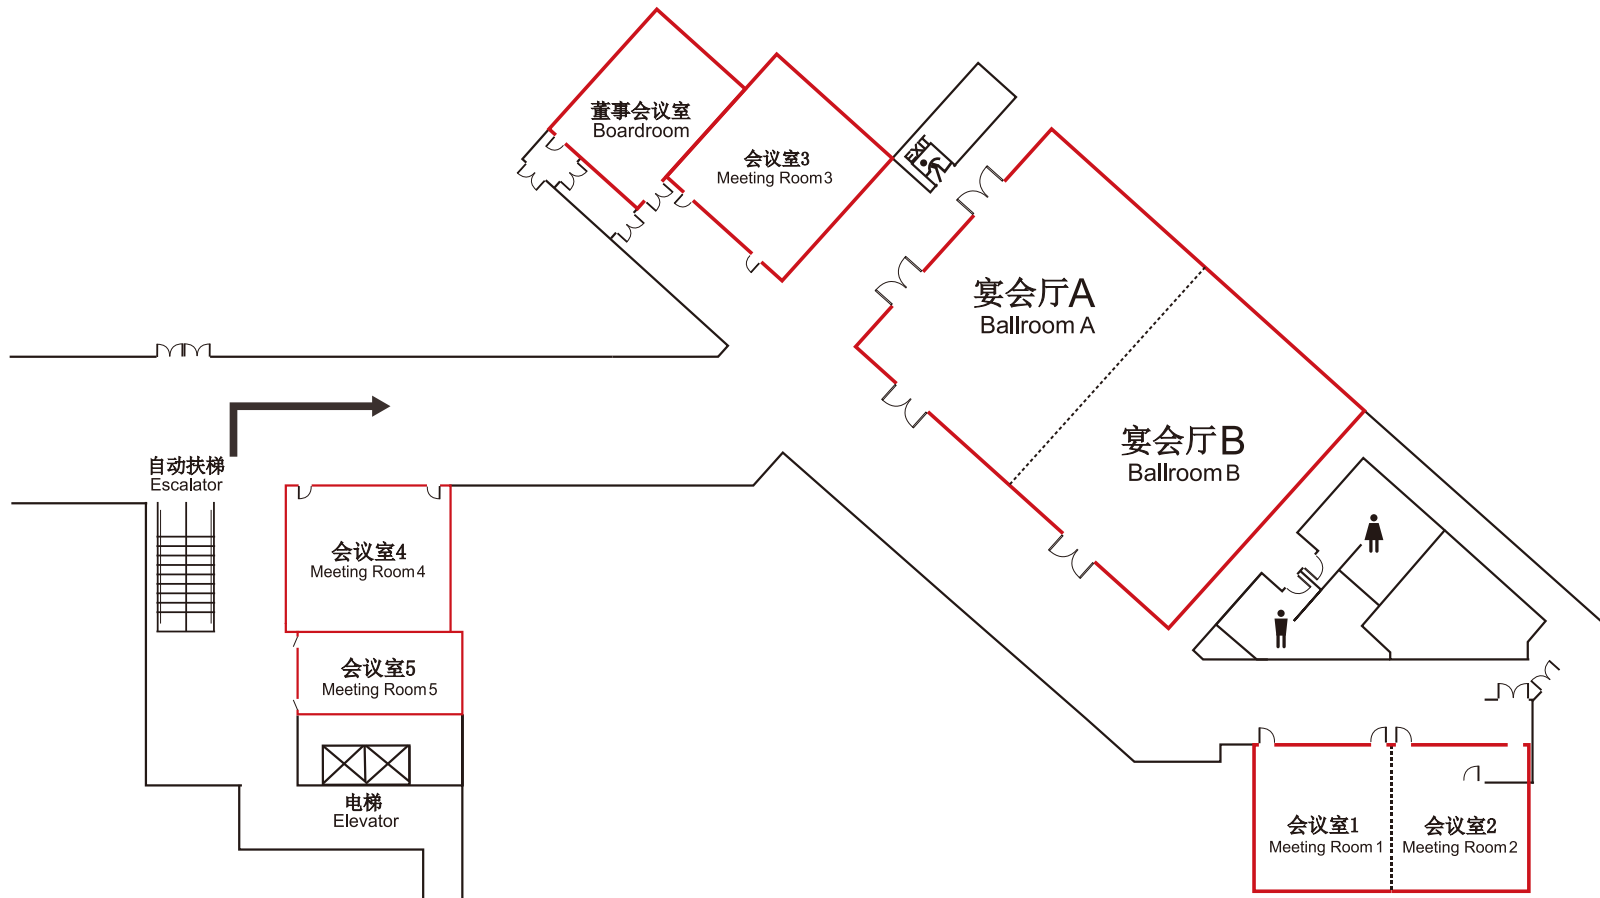 董事会议室
Boardroom
会议室3
Meeting Room 3
EXIT
宴会厅A
Ballroom A
宴会厅B
Ballroom B
自动扶梯
Escalator
会议室4
Meeting Room 4
会议室5
Meeting Room 5
电梯
Elevator
会议室1
Meeting Room 1
会议室2
Meeting Room 2